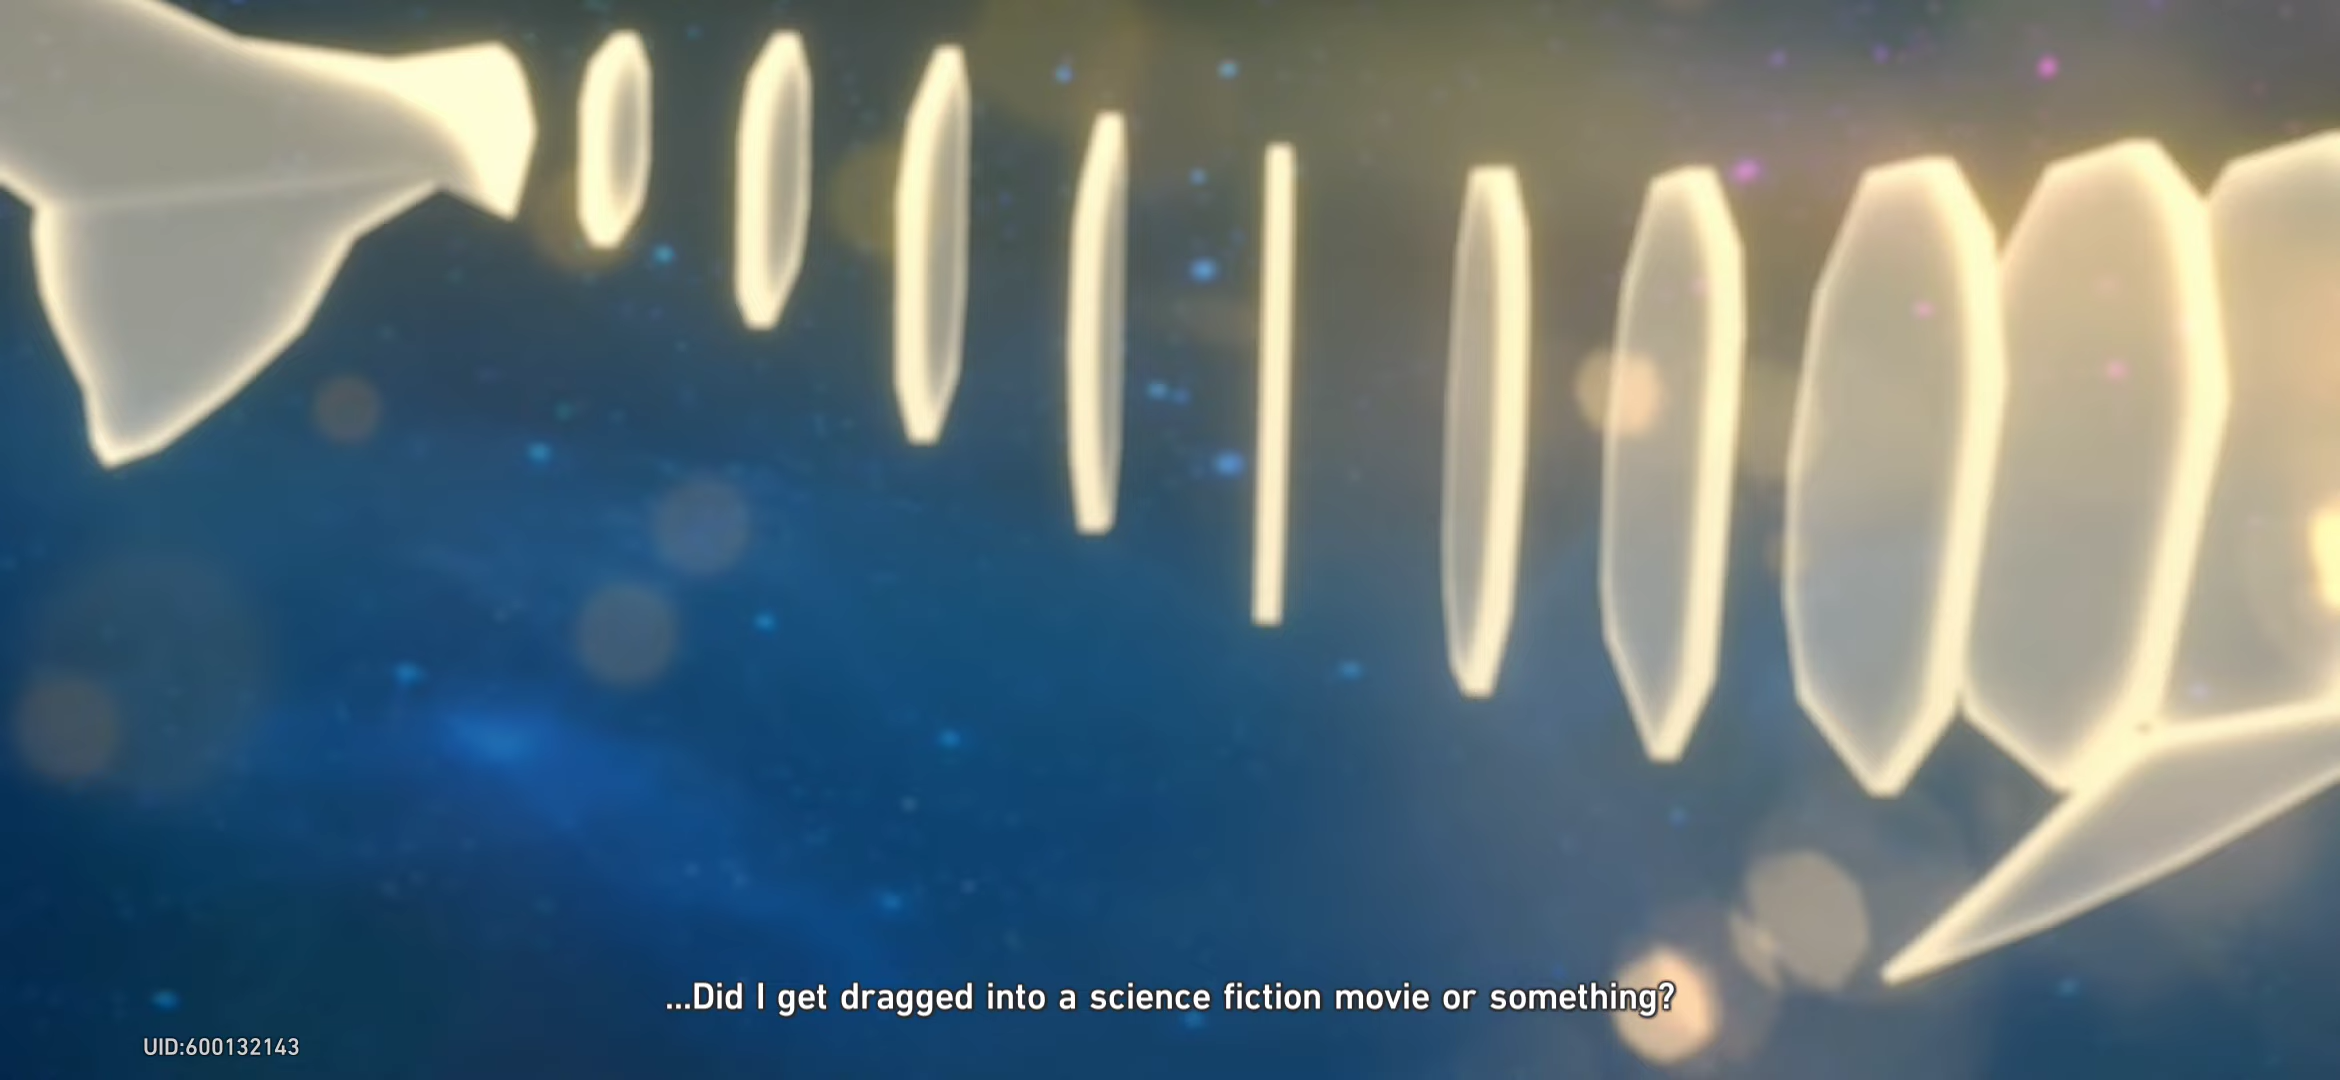 ...Did I get dragged into a science fiction movie or something?
UID:600132143